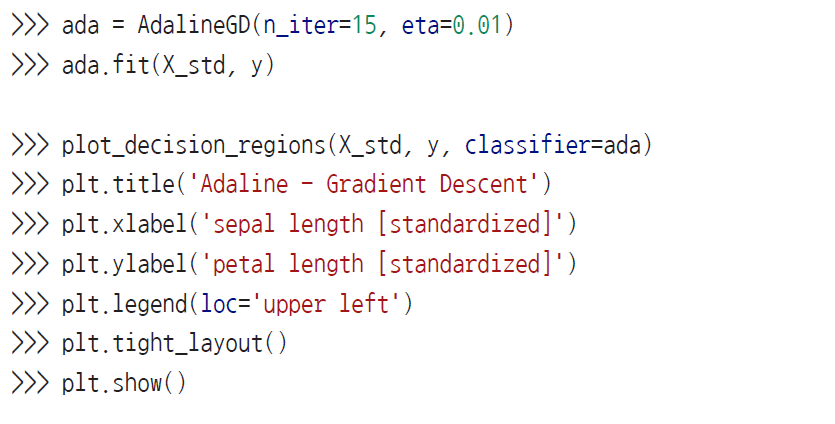 >>> ada = AdalineGD(n_iter=15, eta=0.01)
>>> ada.fit(X_std, y)
>>> plot_decision_regions(X_std, y, classifier=ada)
>>> plt.title('Adaline - Gradient Descent')
>>> plt.xlabel('sepal length [standardized]')
>>> plt.ylabel('petal length [standardized]')
>>> plt.legend(loc='upper left')
>>> plt.tight_layout()
>>> plt.show()